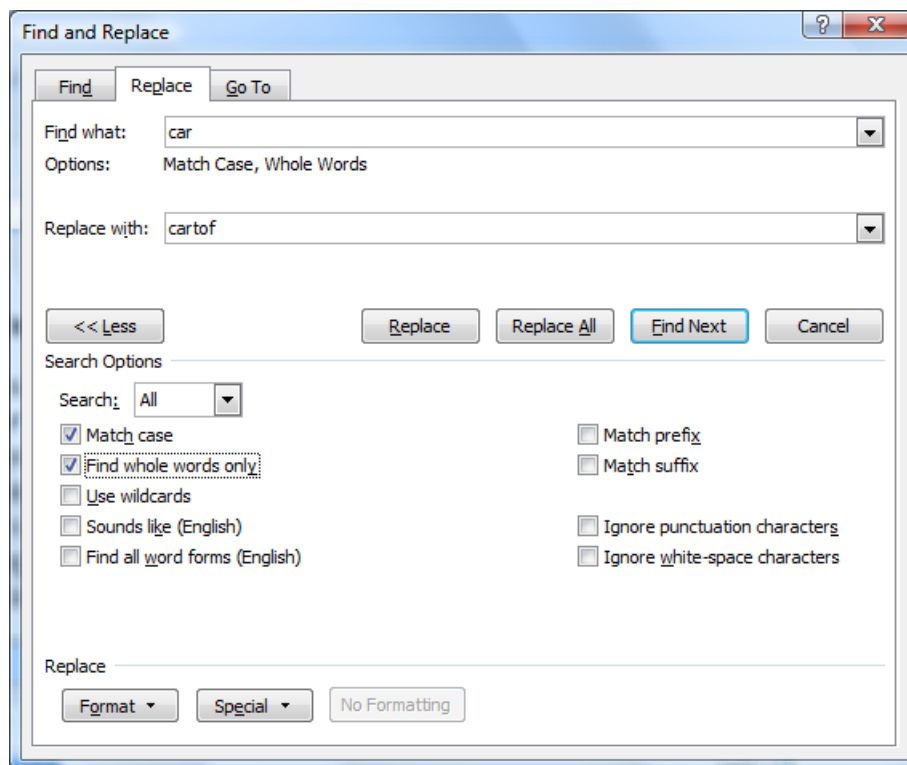 Find and Replace
Find Replace Go To
Find what: car
Options: Match Case, Whole Words
Replace with: cartof
<< Less Replace Replace All Find Next Cancel
Search Options
Search: All
Match case Match prefix
Find whole words only Match suffix
Use wildcards
Sounds like (English) Ignore punctuation characters
Find all word forms (English) Ignore white-space characters
Replace
Format Special No Formatting